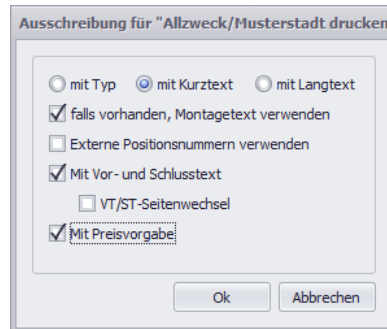 Ausschreibung für "Allzweck/Musterstadt drucken
mit Typ mit Kurztext mit Langtext
falls vorhanden, Montagetext verwenden
Externe Positionsnummern verwenden
Mit Vor- und Schlusstext
VT/ST-Seitenwechsel
Mit Preisvorgabe
Ok Abbrechen